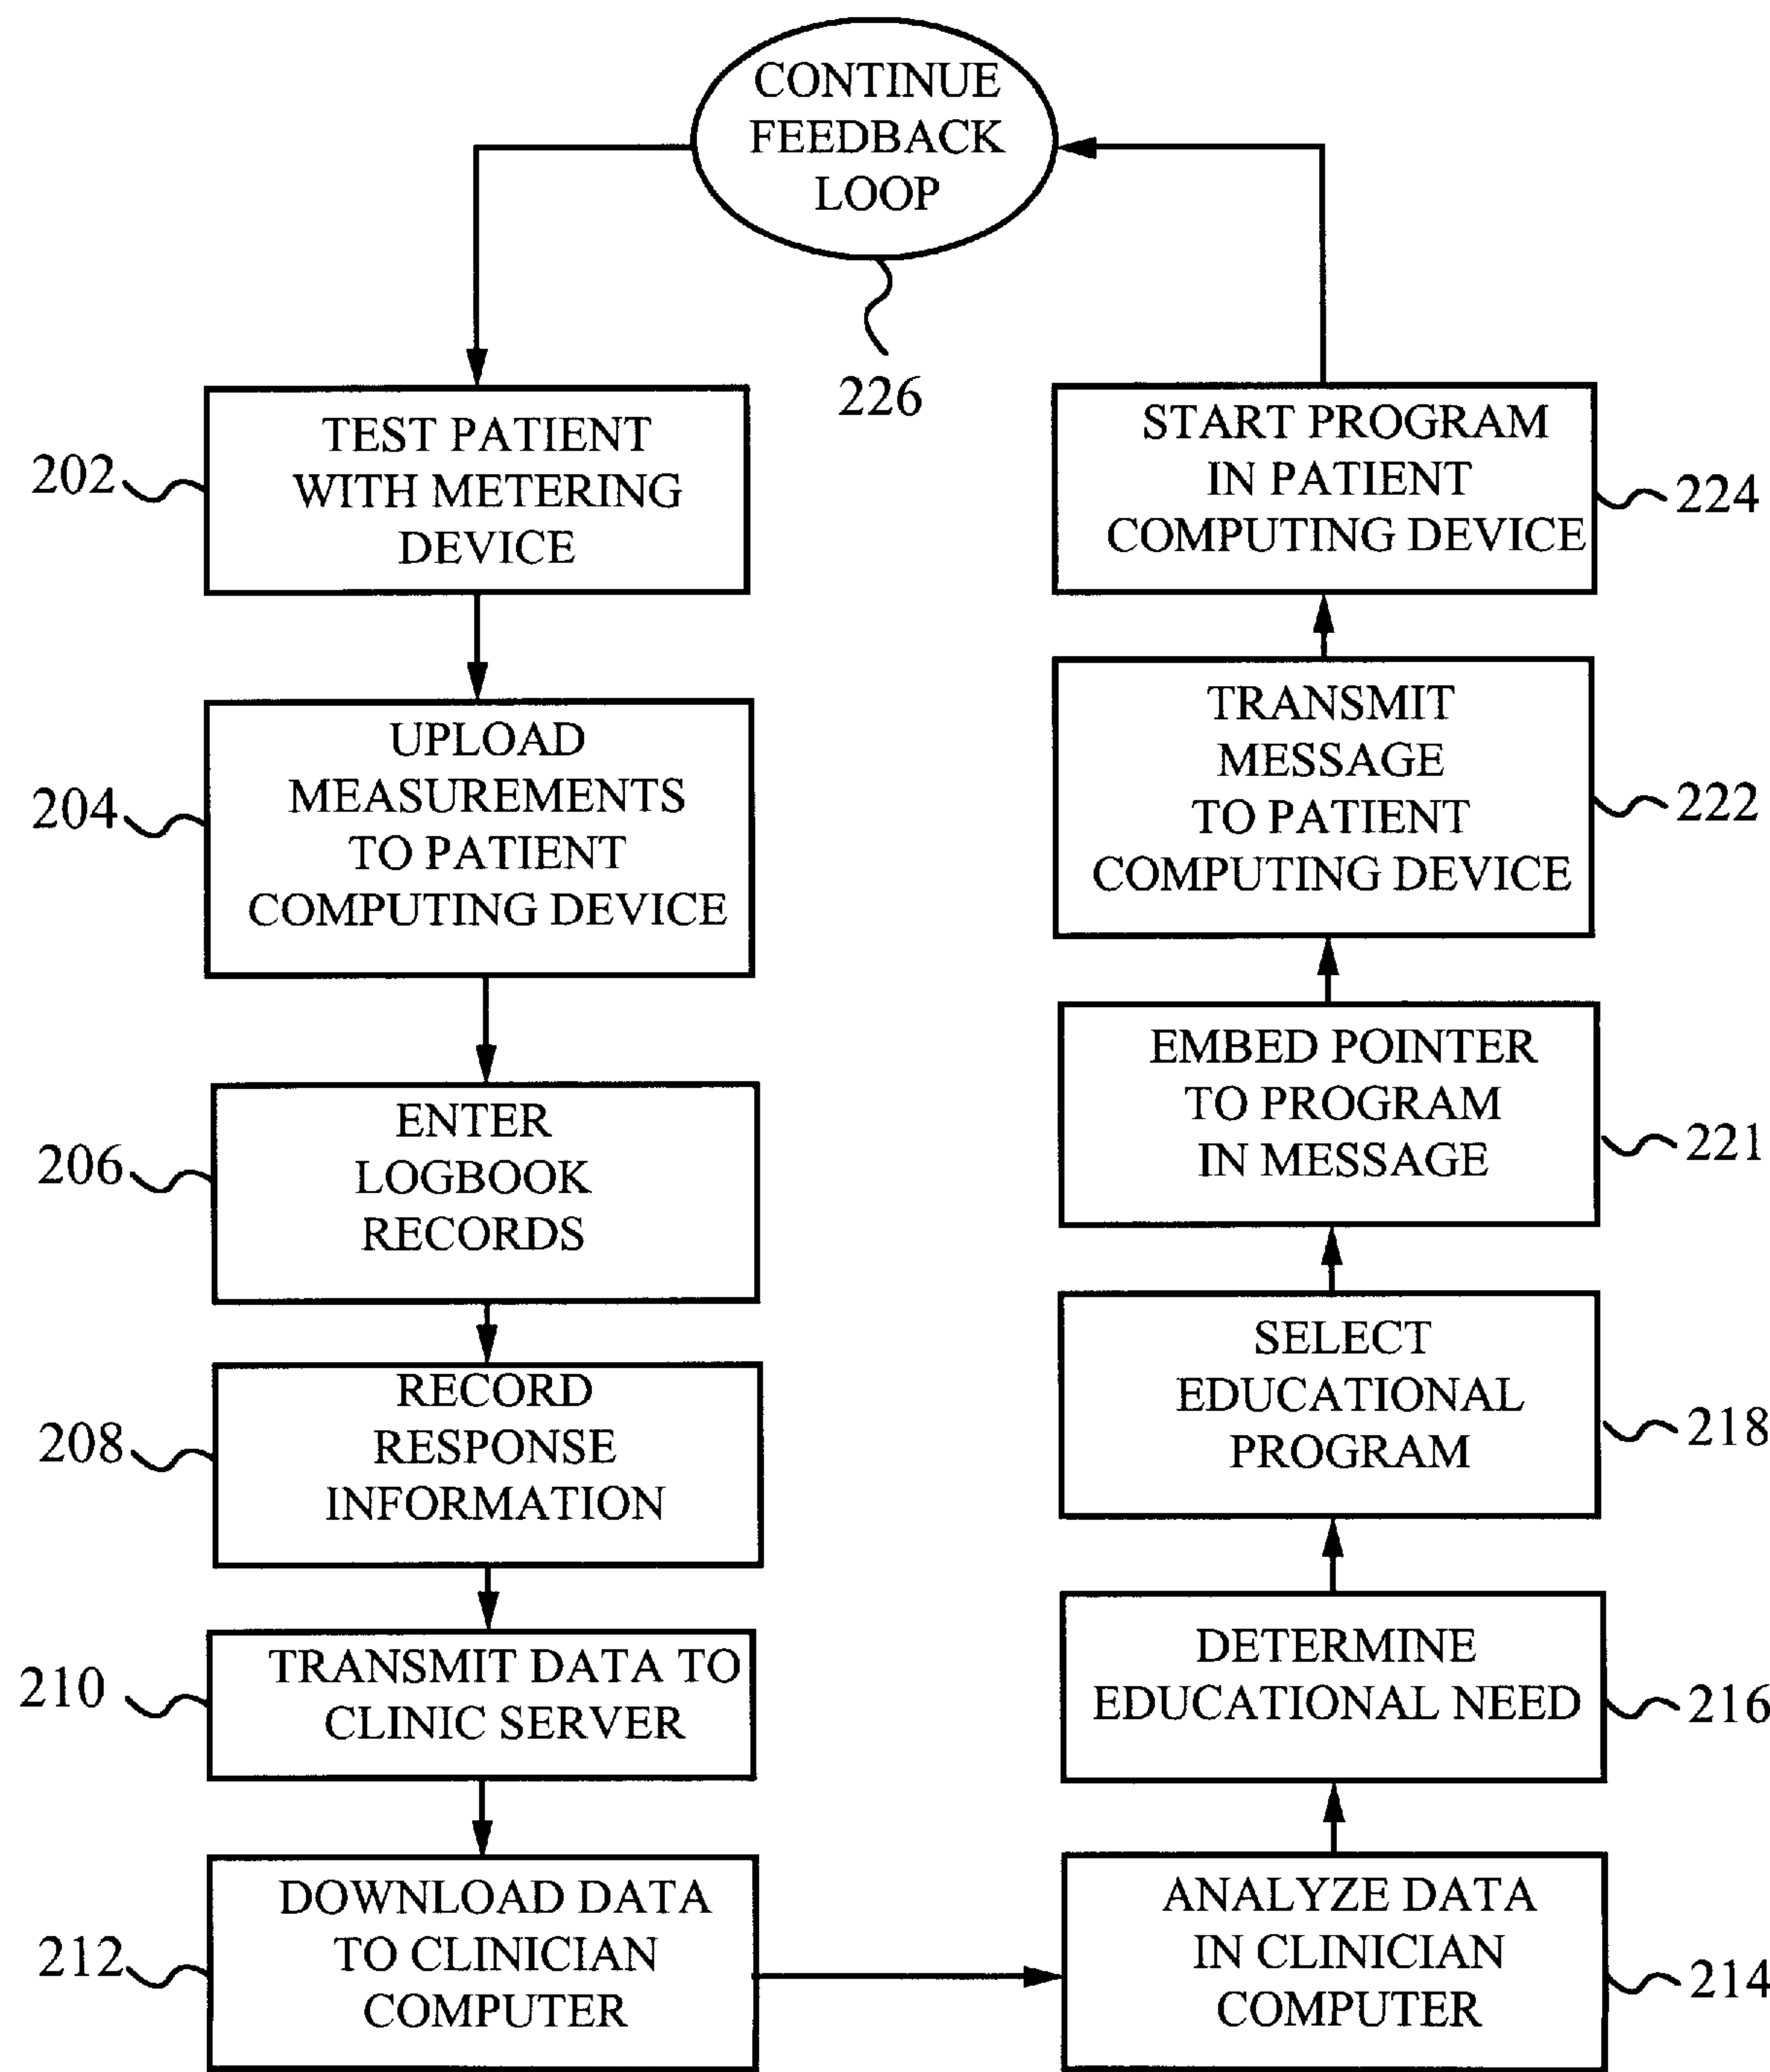 CONTINUE
FEEDBACK
LOOP
226
202
TEST PATIENT
WITH METERING
DEVICE
204
UPLOAD
MEASUREMENTS
TO PATIENT
COMPUTING DEVICE
206
ENTER
LOGBOOK
RECORDS
208
RECORD
RESPONSE
INFORMATION
210
TRANSMIT DATA TO
CLINIC SERVER
212
DOWNLOAD DATA
TO CLINICIAN
COMPUTER
ANALYZE DATA
IN CLINICIAN
COMPUTER
214
DETERMINE
EDUCATIONAL NEED
216
SELECT
EDUCATIONAL
PROGRAM
218
EMBED POINTER
TO PROGRAM
IN MESSAGE
221
TRANSMIT
MESSAGE
TO PATIENT
COMPUTING DEVICE
222
START PROGRAM
IN PATIENT
COMPUTING DEVICE
224